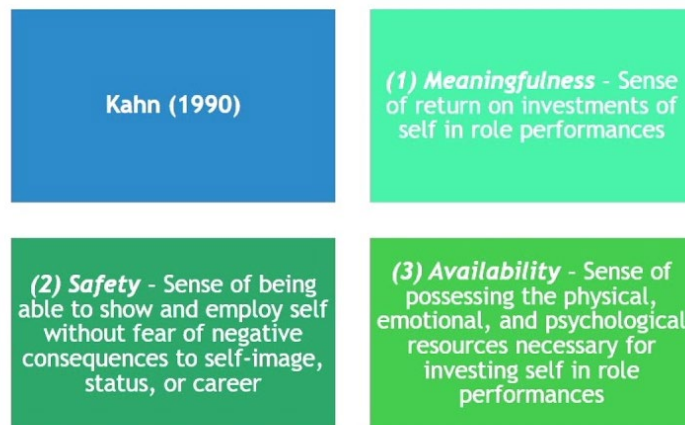 Kahn (1990)
(1) Meaningfulness – Sense
of return on investments of
self in role performances
(2) Safety – Sense of being
able to show and employ self
without fear of negative
consequences to self-image,
status, or career
(3) Availability – Sense of
possessing the physical,
emotional, and psychological
resources necessary for
investing self in role
performances